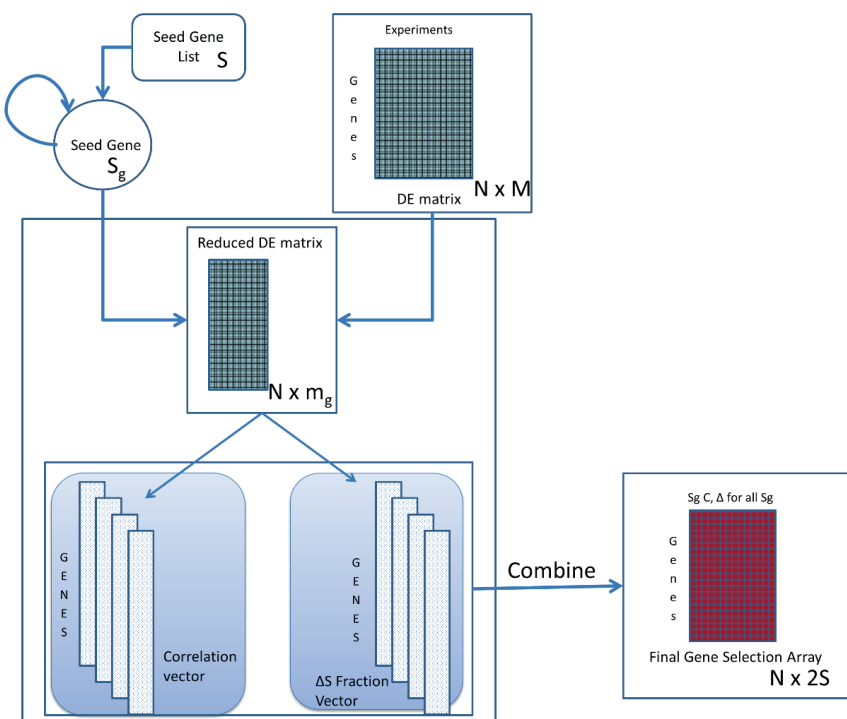 Seed Gene
List S
Experiments
G
e
n
e
s
DE matrix
N x M
Seed Gene
Sg
Reduced DE matrix
N x mg
G
E
N
E
S
Correlation
vector
G
E
N
E
S
ΔS Fraction
Vector
Combine
Sg C, Δ for all Sg
G
e
n
e
s
Final Gene Selection Array
N x 2S